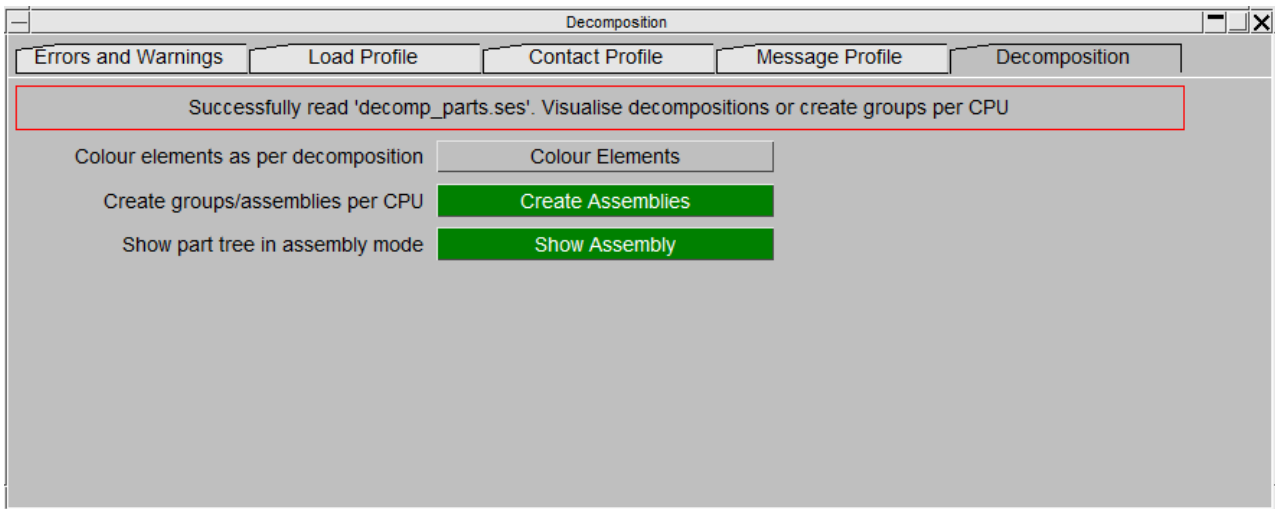 Decomposition
Errors and Warnings Load Profile Contact Profile Message Profile Decomposition
Successfully read 'decomp_parts.ses'. Visualise decompositions or create groups per CPU
Colour elements as per decomposition Colour Elements
Create groups/assemblies per CPU Create Assemblies
Show part tree in assembly mode Show Assembly